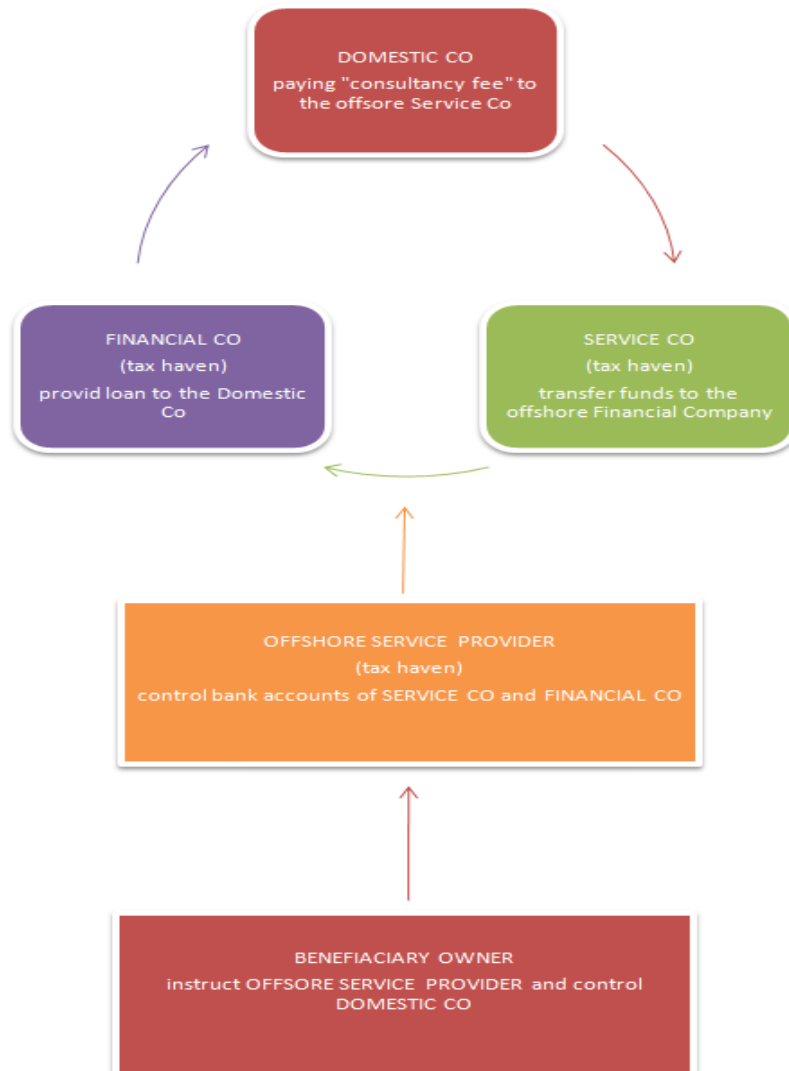 DOMESTIC CO
paying "consultancy fee" to
the offsore Service Co
FINANCIAL CO
(tax haven)
provid loan to the Domestic
Co
SERVICE CO
(tax haven)
transfer funds to the
offshore Financial Company
OFFSHORE SERVICE PROVIDER
(tax haven)
control bank accounts of SERVICE CO and FINANCIAL CO
BENEFIACIARY OWNER
instruct OFFSORE SERVICE PROVIDER and control
DOMESTIC CO